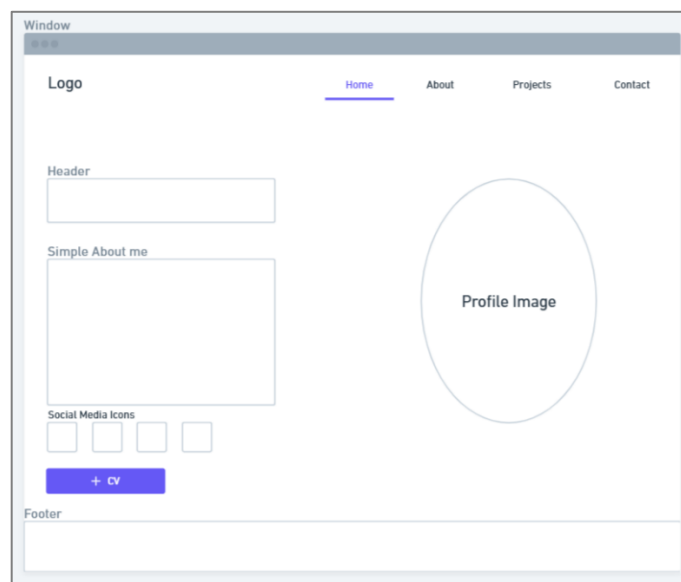 Window
Logo
Home About Projects Contact
Header
Simple About me
Profile Image
Social Media Icons
+ CV
Footer